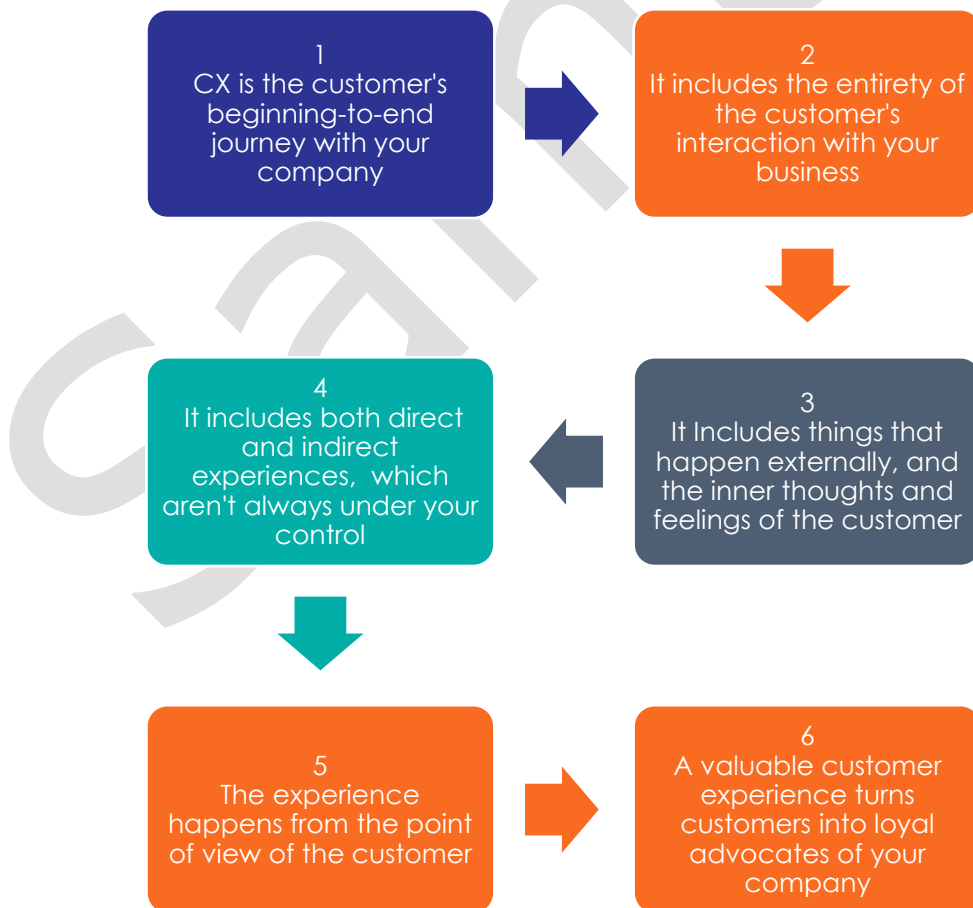 1
CX is the customer's
beginning-to-end
journey with your
company
2
It includes the entirety of
the customer's
interaction with your
business
3
It Includes things that
happen externally, and
the inner thoughts and
feelings of the customer
4
It includes both direct
and indirect
experiences,  which
aren't always under your
control
5
The experience
happens from the point
of view of the customer
6
A valuable customer
experience turns
customers into loyal
advocates of your
company